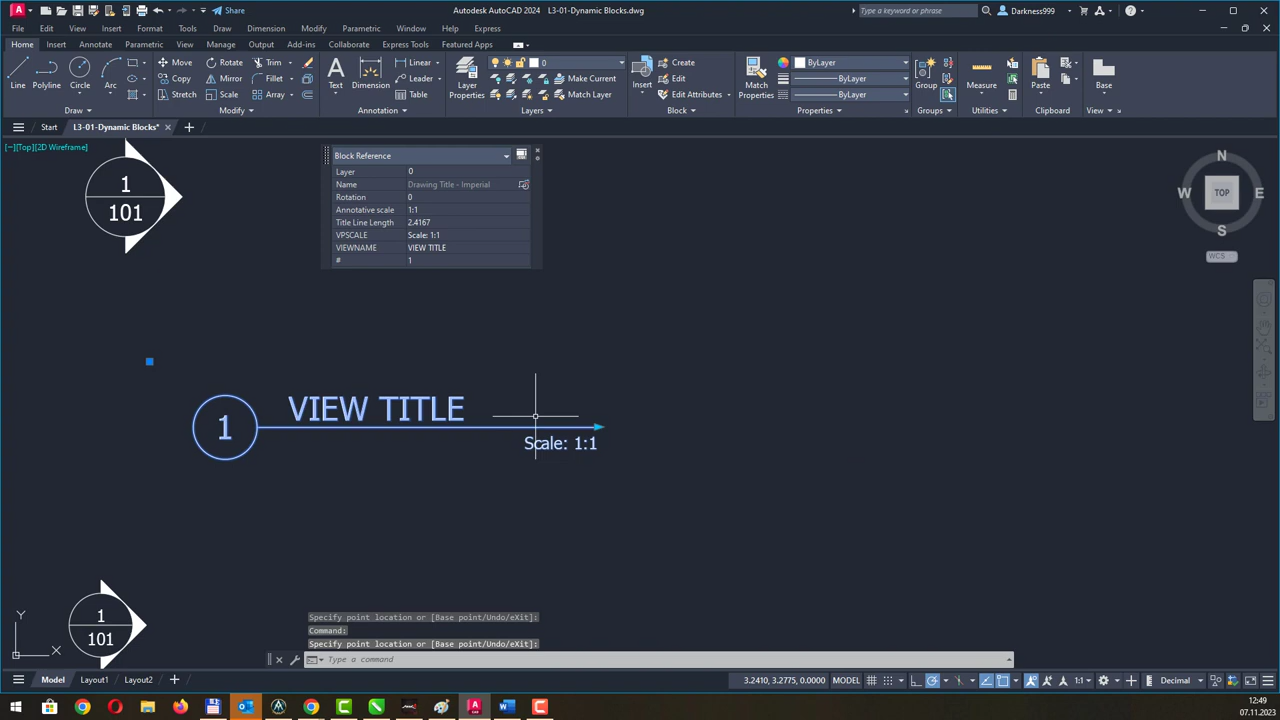 Share
Autodesk AutoCAD 2024 L3-01-Dynamic Blocks.dwg
Type a keyword or phrase
Darkness999
File Edit View Insert Format Tools Draw Dimension Modify Parametric Window Help Express
Home Insert Annotate Parametric View Manage Output Add-ins Collaborate Express Tools Featured Apps
Line Polyline Circle Arc
Draw
Move Rotate Trim
Copy Mirror Fillet
Stretch Scale Array
Modify
Text Dimension
Linear
Leader
Table
Annotation
Layer Properties
0
Make Current
Match Layer
Layers
Insert
Create
Edit
Edit Attributes
Block
Match Properties
ByLayer
ByLayer
ByLayer
Properties
Group
Groups
Measure
Utilities
Paste
Clipboard
Base
View
Start L3-01-Dynamic Blocks*
[−][Top][2D Wireframe]
Block Reference
Layer 0
Name Drawing Title - Imperial
Rotation 0
Annotative scale 1:1
Title Line Length 2.4167
VPSCALE Scale: 1:1
VIEWNAME VIEW TITLE
# 1
1
101
N
W TOP E
S
WCS
1 VIEW TITLE
Scale: 1:1
1
101
Y
X
Specify point location or [Base point/Undo/eXit]:
Command:
Specify point location or [Base point/Undo/eXit]:
Type a command
Model Layout1 Layout2
3.2410, 3.2775, 0.0000 MODEL 1:1 Decimal
12:49
07.11.2023